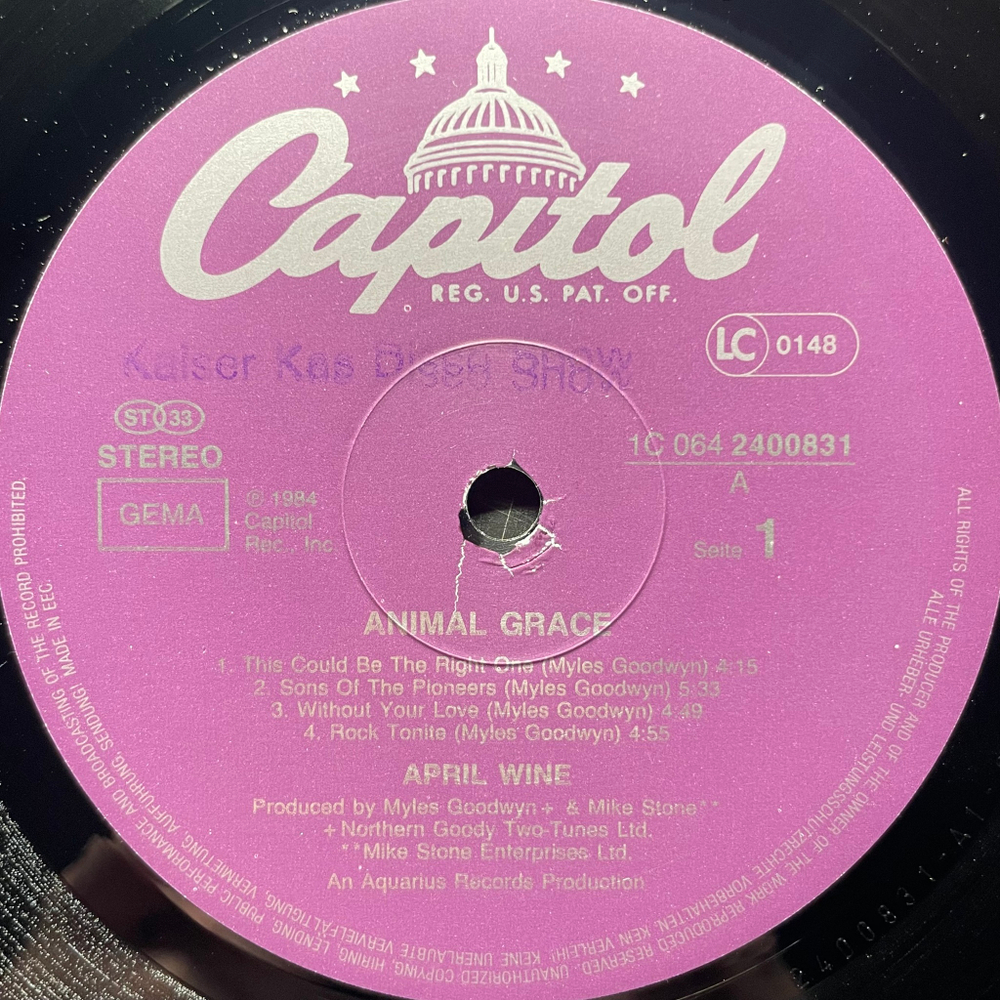 Capitol
REG. U.S. PAT. OFF.
LC 0148
Kaiser Kas Disco SHOW
ST 33
STEREO
GEMA
℗ 1984
Capitol
Rec., Inc.
1C 064 2400831
A
Seite 1
ANIMAL GRACE
1. This Could Be The Right One (Myles Goodwyn) 4:15
2. Sons Of The Pioneers (Myles Goodwyn) 5:33
3. Without Your Love (Myles Goodwyn) 4:49
4. Rock Tonite (Myles Goodwyn) 4:55
APRIL WINE
Produced by Myles Goodwyn+ & Mike Stone**
+Northern Goody Two-Tunes Ltd.
**Mike Stone Enterprises Ltd.
An Aquarius Records Production
ALL RIGHTS OF THE PRODUCER AND OF THE OWNER OF THE WORK REPRODUCED RESERVED. UNAUTHORIZED COPYING, HIRING, LENDING, PUBLIC PERFORMANCE AND BROADCASTING OF THE RECORD PROHIBITED.
ALLE URHEBER- UND LEISTUNGSSCHUTZRECHTE VORBEHALTEN. KEIN VERLEIH! KEINE UNERLAUBTE VERVIELFÄLTIGUNG, VERMIETUNG, AUFFÜHRUNG, SENDUNG! MADE IN EEC.
2400831-A1